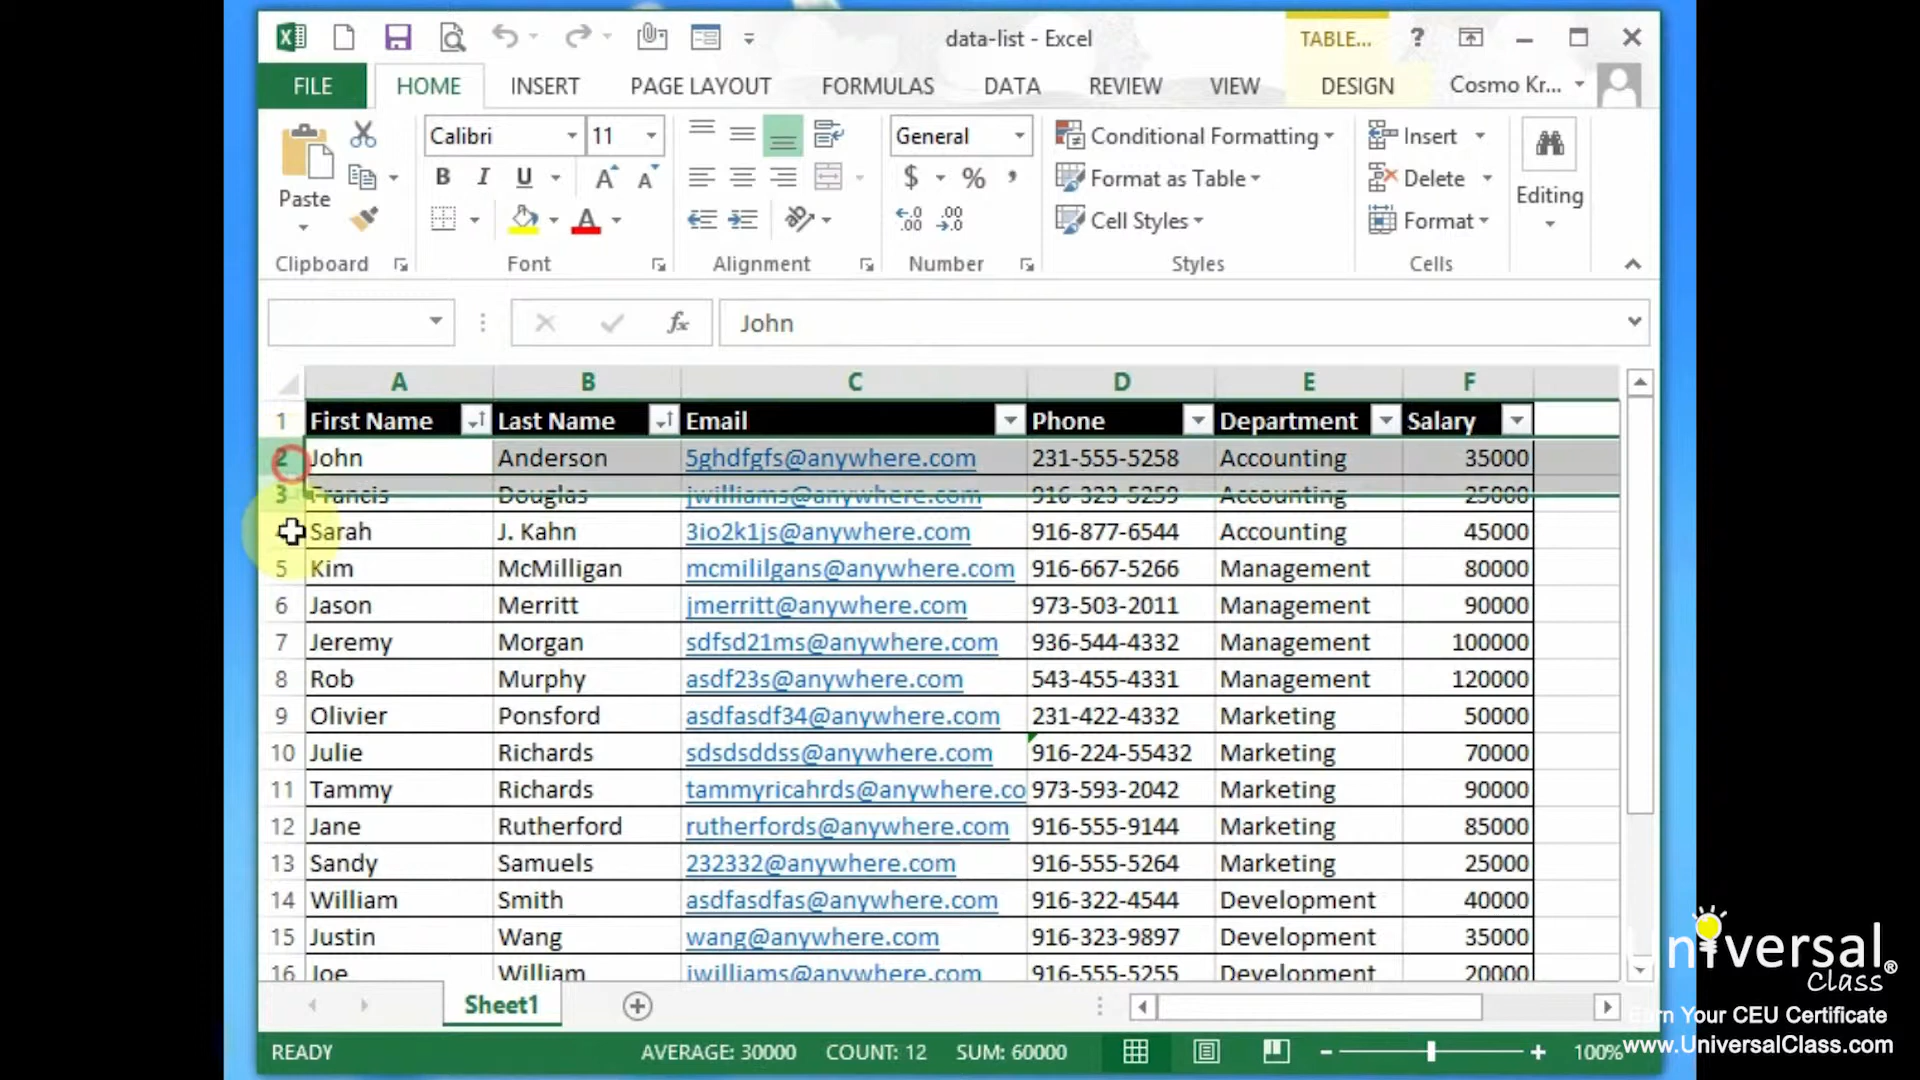 data-list - Excel
TABLE...
?
FILE HOME INSERT PAGE LAYOUT FORMULAS DATA REVIEW VIEW DESIGN Cosmo Kr...
Calibri 11 General Conditional Formatting Insert
Paste B I U A A $ % , Format as Table Delete Editing
A Cell Styles Format
Clipboard Font Alignment Number Styles Cells
fx John
A B C D E F
1 First Name Last Name Email Phone Department Salary
2 John Anderson 5ghdfgfs@anywhere.com 231-555-5258 Accounting 35000
3 Francis Douglas jwilliams@anywhere.com 916-323-5259 Accounting 25000
Sarah J. Kahn 3io2k1js@anywhere.com 916-877-6544 Accounting 45000
5 Kim McMilligan mcmililgans@anywhere.com 916-667-5266 Management 80000
6 Jason Merritt jmerritt@anywhere.com 973-503-2011 Management 90000
7 Jeremy Morgan sdfsd21ms@anywhere.com 936-544-4332 Management 100000
8 Rob Murphy asdf23s@anywhere.com 543-455-4331 Management 120000
9 Olivier Ponsford asdfasdf34@anywhere.com 231-422-4332 Marketing 50000
10 Julie Richards sdsdsddss@anywhere.com 916-224-55432 Marketing 70000
11 Tammy Richards tammyricahrds@anywhere.co 973-593-2042 Marketing 90000
12 Jane Rutherford rutherfords@anywhere.com 916-555-9144 Marketing 85000
13 Sandy Samuels 232332@anywhere.com 916-555-5264 Marketing 25000
14 William Smith asdfasdfas@anywhere.com 916-322-4544 Development 40000
15 Justin Wang wang@anywhere.com 916-323-9897 Development 35000
16 Joe William jwilliams@anywhere.com 916-555-5255 Development 20000
Sheet1
READY AVERAGE: 30000 COUNT: 12 SUM: 60000 100%
Universal
Class®
Earn Your CEU Certificate
www.UniversalClass.com